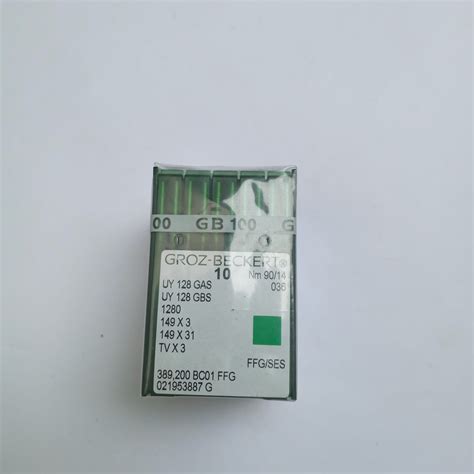 00 GB 100 G
GROZ-BECKERT®
10 Nm 90/14
UY 128 GAS 036
UY 128 GBS
1280
149 X 3
149 X 31
TV X 3
FFG/SES
389,200 BC01 FFG
021953887 G